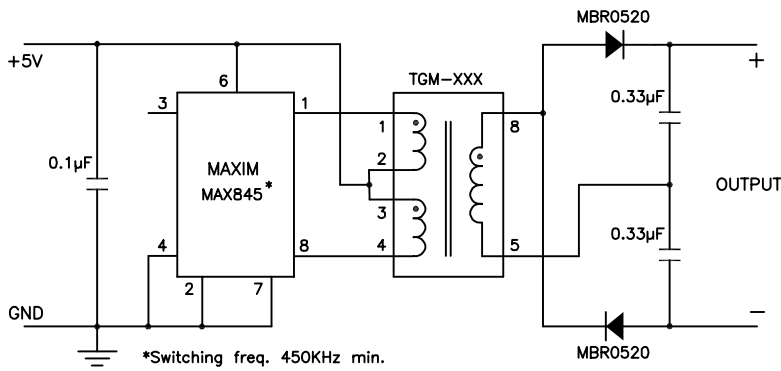 MBR0520
+5V
TGM-XXX
+
6
3
1
1
8
0.33µF
0.1µF
MAXIM
MAX845*
2
OUTPUT
3
4
8
4
5
0.33µF
2
7
GND
−
*Switching freq. 450KHz min.
MBR0520